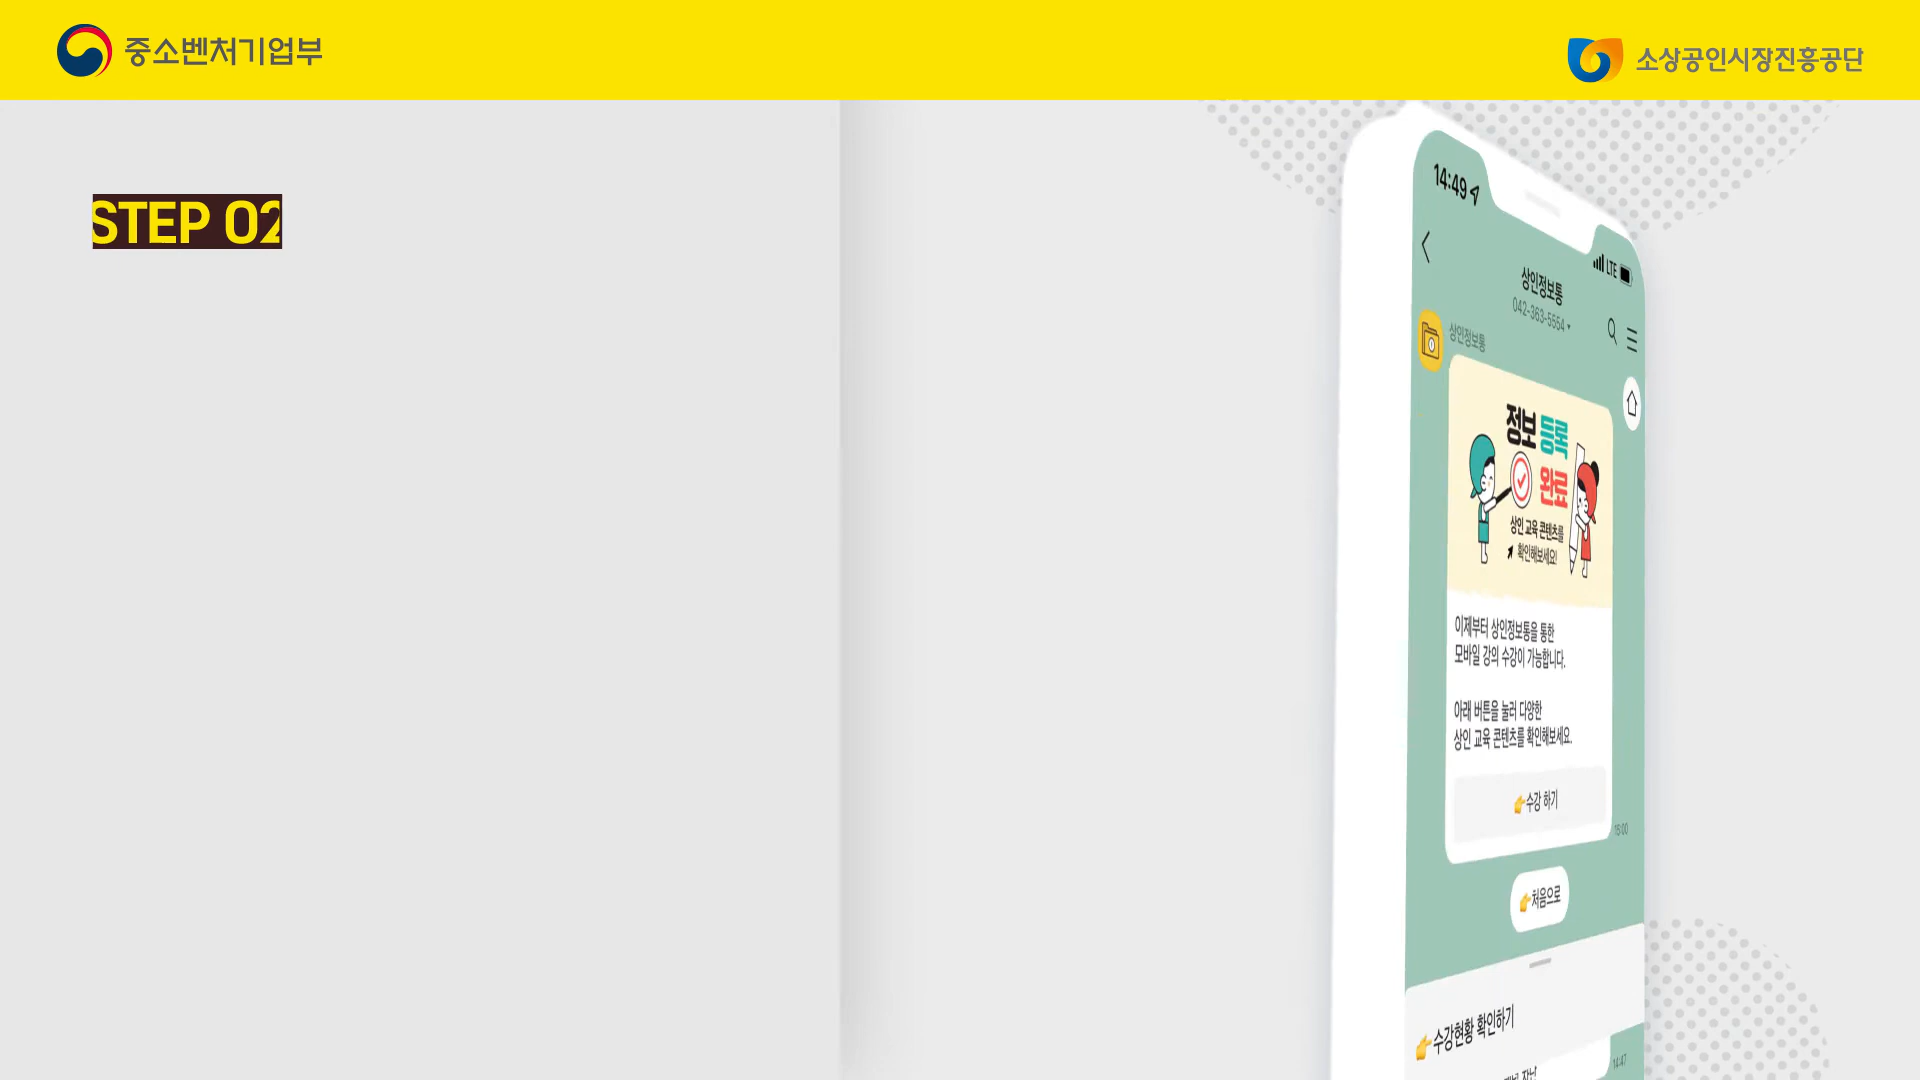 중소벤처기업부
소상공인시장진흥공단
STEP 02
14:49
LTE
상인정보통
042-363-5554
상인정보통
정보 등록
완료
상인 교육 콘텐츠를
확인해보세요!
이제부터 상인정보통을 통한
모바일 강의 수강이 가능합니다.
아래 버튼을 눌러 다양한
상인 교육 콘텐츠를 확인해보세요.
수강 하기
처음으로
수강현황 확인하기
14:47